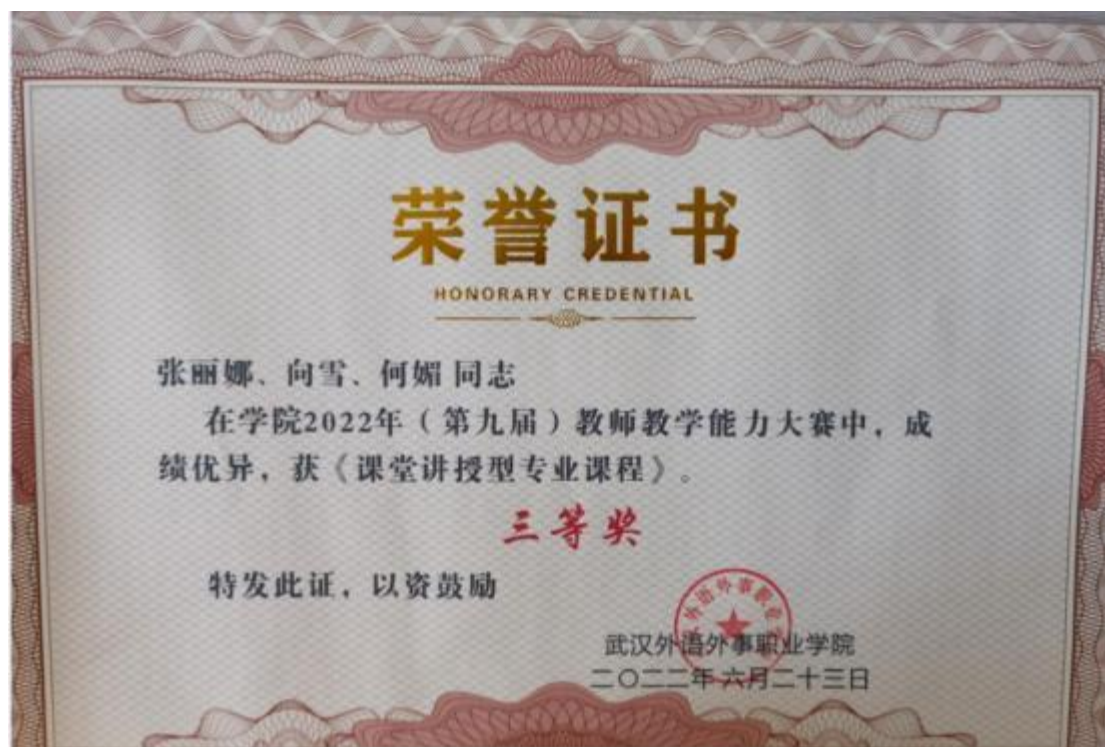 荣誉证书
HONORARY CREDENTIAL
张丽娜、向雪、何媚 同志
在学院2022年（第九届）教师教学能力大赛中，成
绩优异，获《课堂讲授型专业课程》。
三等奖
特发此证，以资鼓励
武汉外语外事职业学院
二〇二二年 六月二十三日